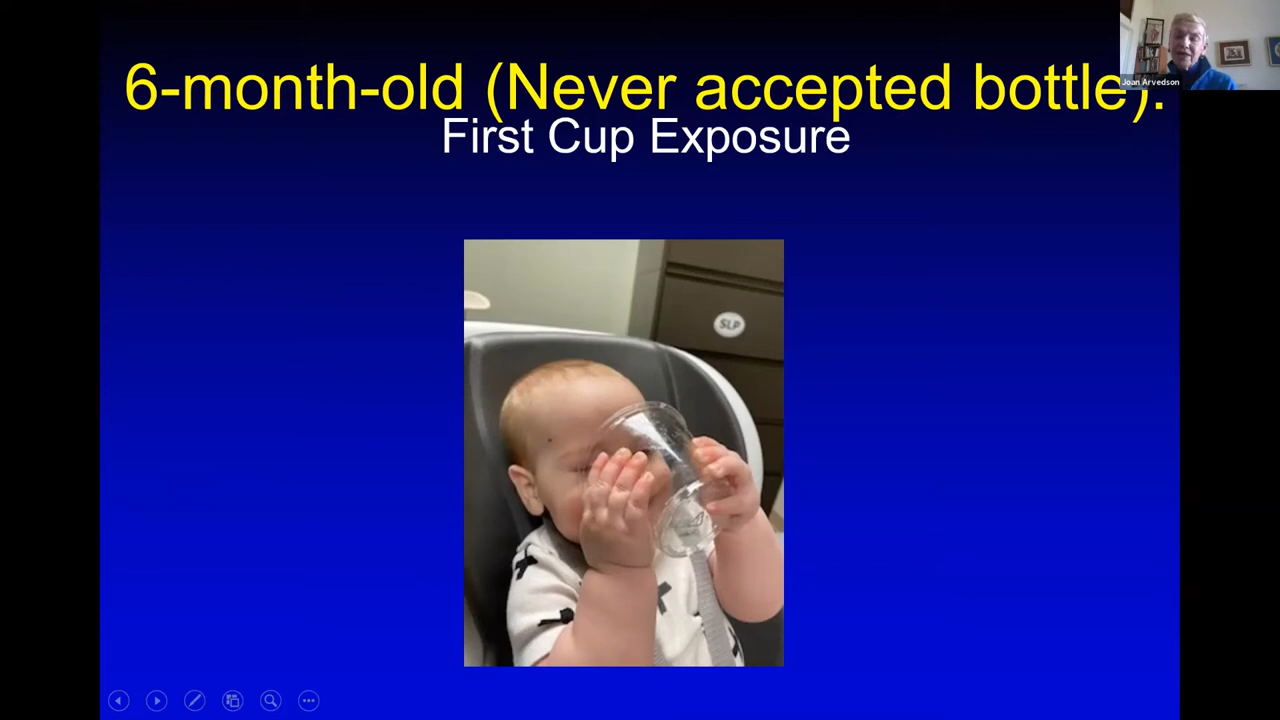 6-month-old (Never accepted bottle).
First Cup Exposure
Joan Arvedson
SLP